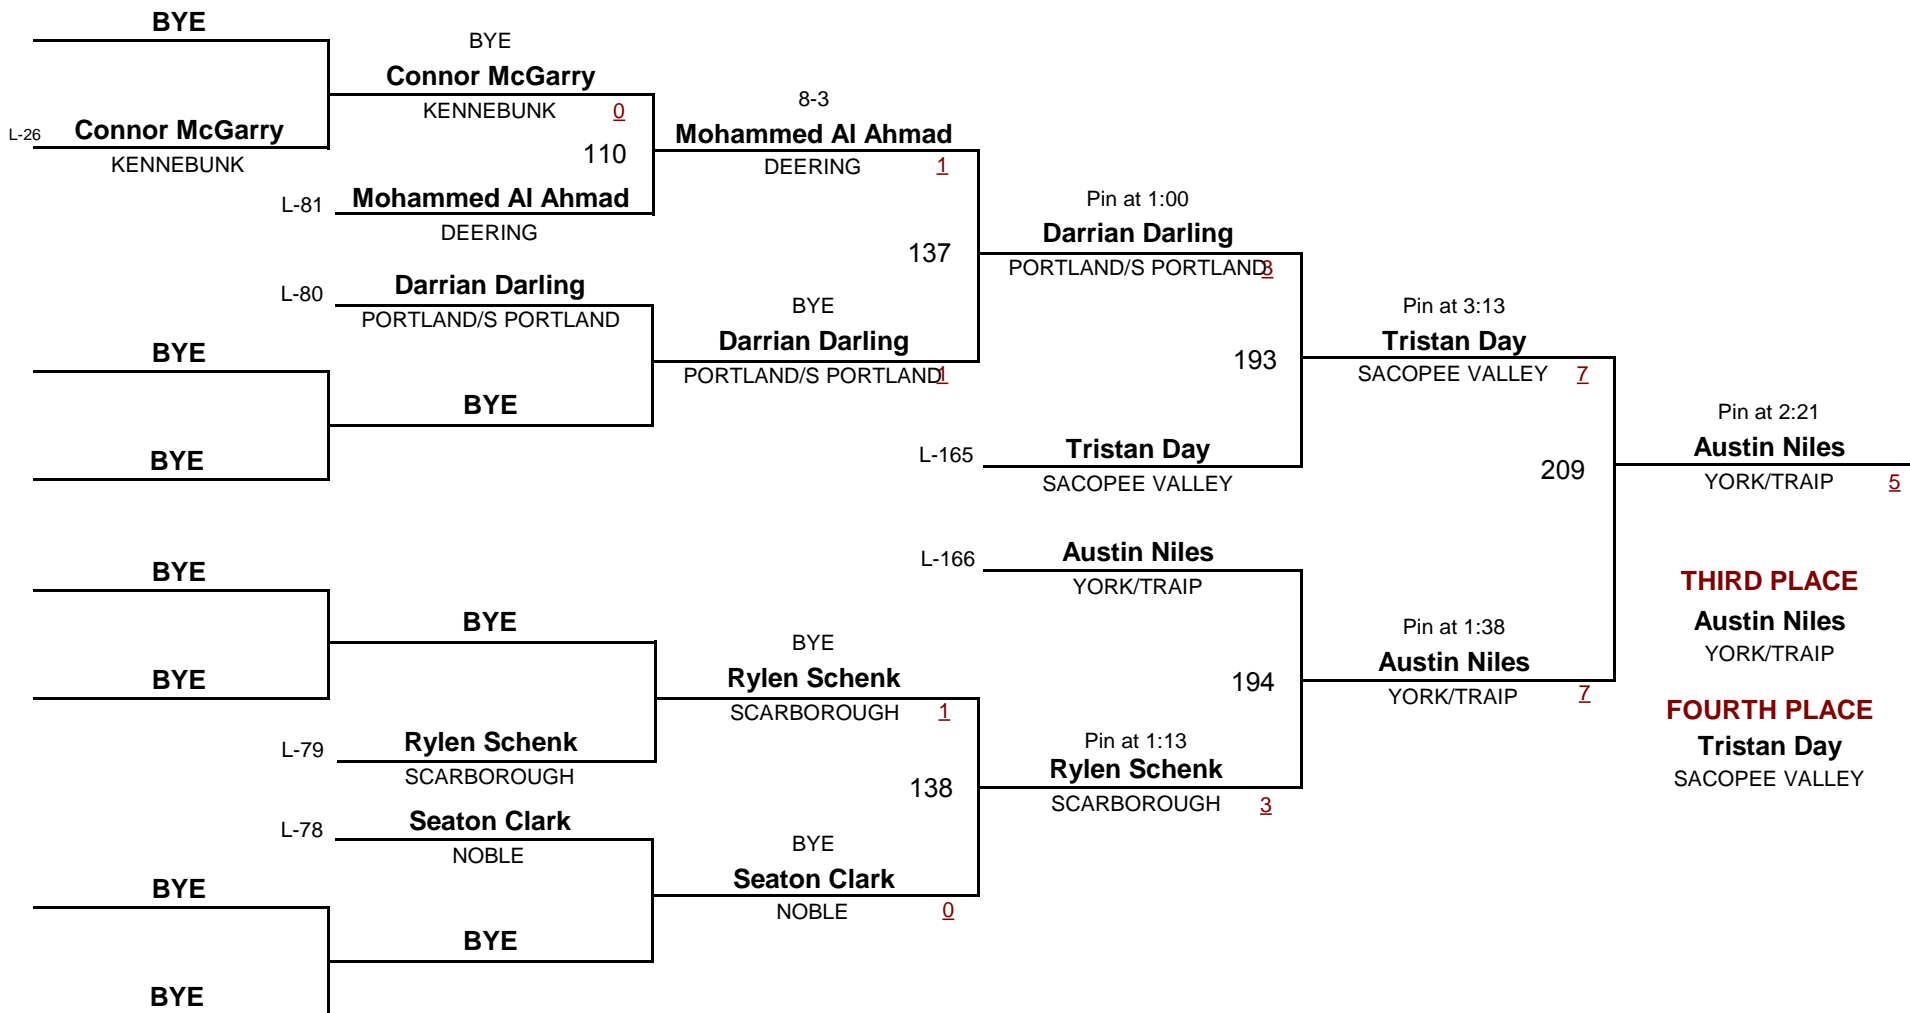 BYE
BYE
Connor McGarry
KENNEBUNK 0
L-26 Connor McGarry
KENNEBUNK
110
8-3
Mohammed Al Ahmad
DEERING 1
L-81 Mohammed Al Ahmad
DEERING
137
Pin at 1:00
Darrian Darling
PORTLAND/S PORTLAND 3
L-80 Darrian Darling
PORTLAND/S PORTLAND
BYE
Darrian Darling
PORTLAND/S PORTLAND 1
BYE
BYE
BYE
193
Pin at 3:13
Tristan Day
SACOPEE VALLEY 7
L-165 Tristan Day
SACOPEE VALLEY
209
Pin at 2:21
Austin Niles
YORK/TRAIP 5
L-166 Austin Niles
YORK/TRAIP
BYE
BYE
BYE
BYE
Rylen Schenk
SCARBOROUGH 1
L-79 Rylen Schenk
SCARBOROUGH
194
Pin at 1:38
Austin Niles
YORK/TRAIP 7
138
Pin at 1:13
Rylen Schenk
SCARBOROUGH 3
L-78 Seaton Clark
NOBLE
BYE
Seaton Clark
NOBLE 0
BYE
BYE
BYE
THIRD PLACE
Austin Niles
YORK/TRAIP
FOURTH PLACE
Tristan Day
SACOPEE VALLEY